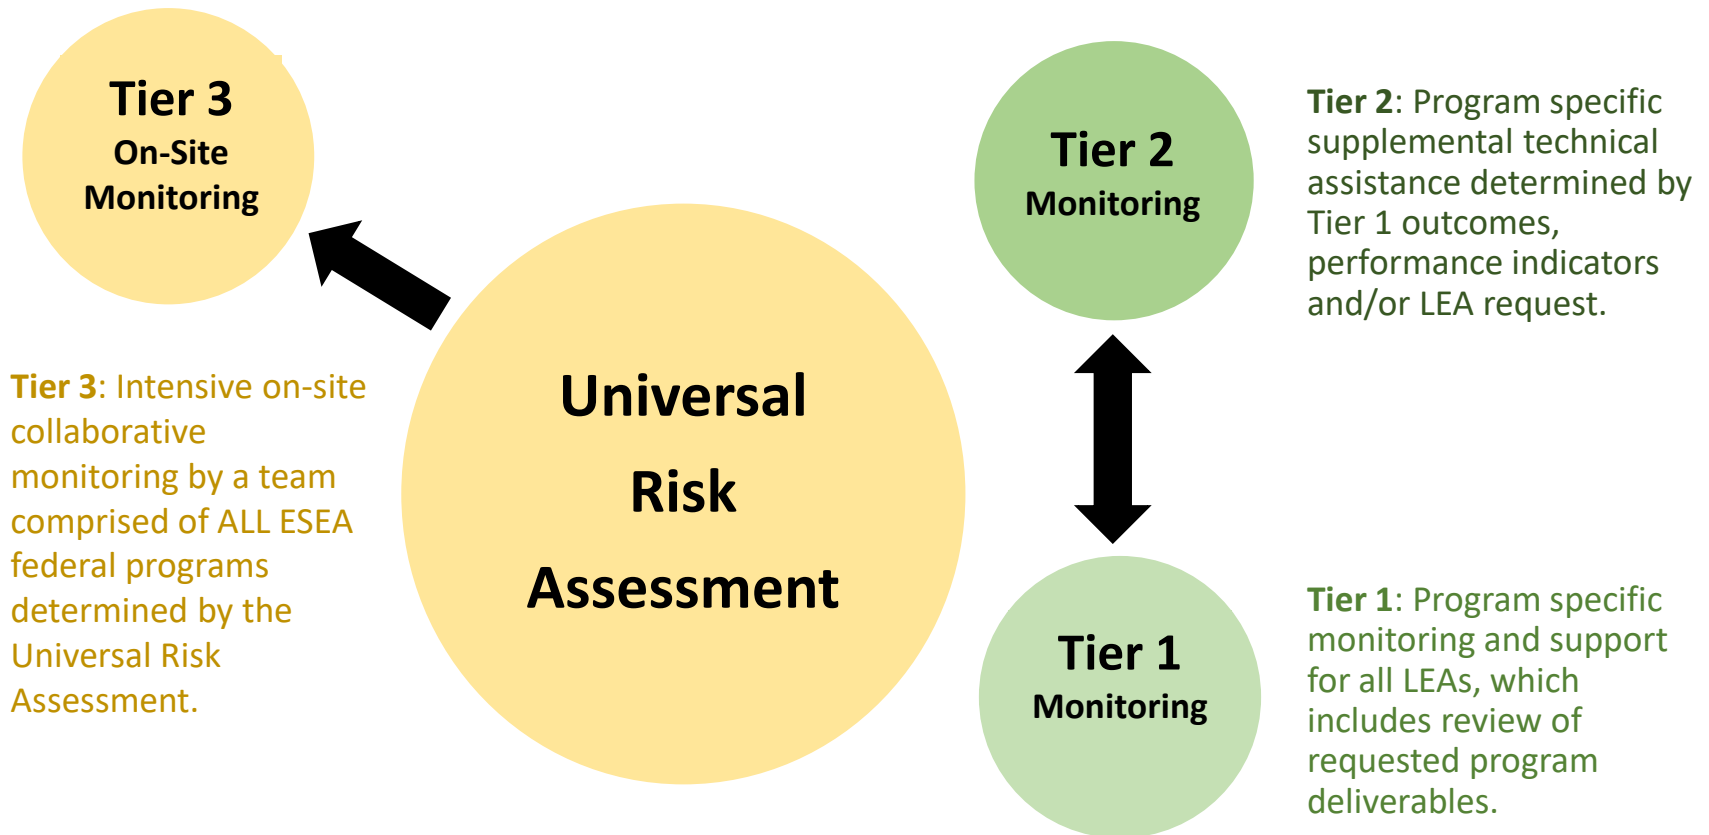 Tier 3
On-Site
Monitoring
Tier 3: Intensive on-site
collaborative
monitoring by a team
comprised of ALL ESEA
federal programs
determined by the
Universal Risk
Assessment.
Universal
Risk
Assessment
Tier 2
Monitoring
Tier 2: Program specific
supplemental technical
assistance determined by
Tier 1 outcomes,
performance indicators
and/or LEA request.
Tier 1
Monitoring
Tier 1: Program specific
monitoring and support
for all LEAs, which
includes review of
requested program
deliverables.